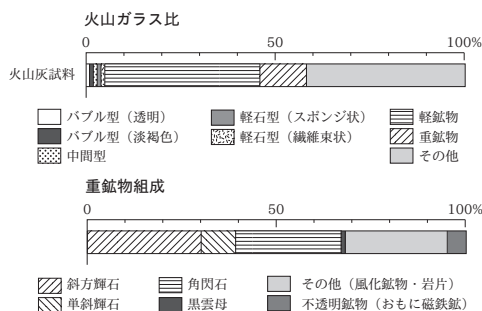 火山ガラス比
0 50 100%
火山灰試料
バブル型（透明） 軽石型（スポンジ状） 軽鉱物
バブル型（淡褐色） 軽石型（繊維束状） 重鉱物
中間型 その他
重鉱物組成
0 50 100%
斜方輝石 角閃石 その他（風化鉱物・岩片）
単斜輝石 黒雲母 不透明鉱物（おもに磁鉄鉱）